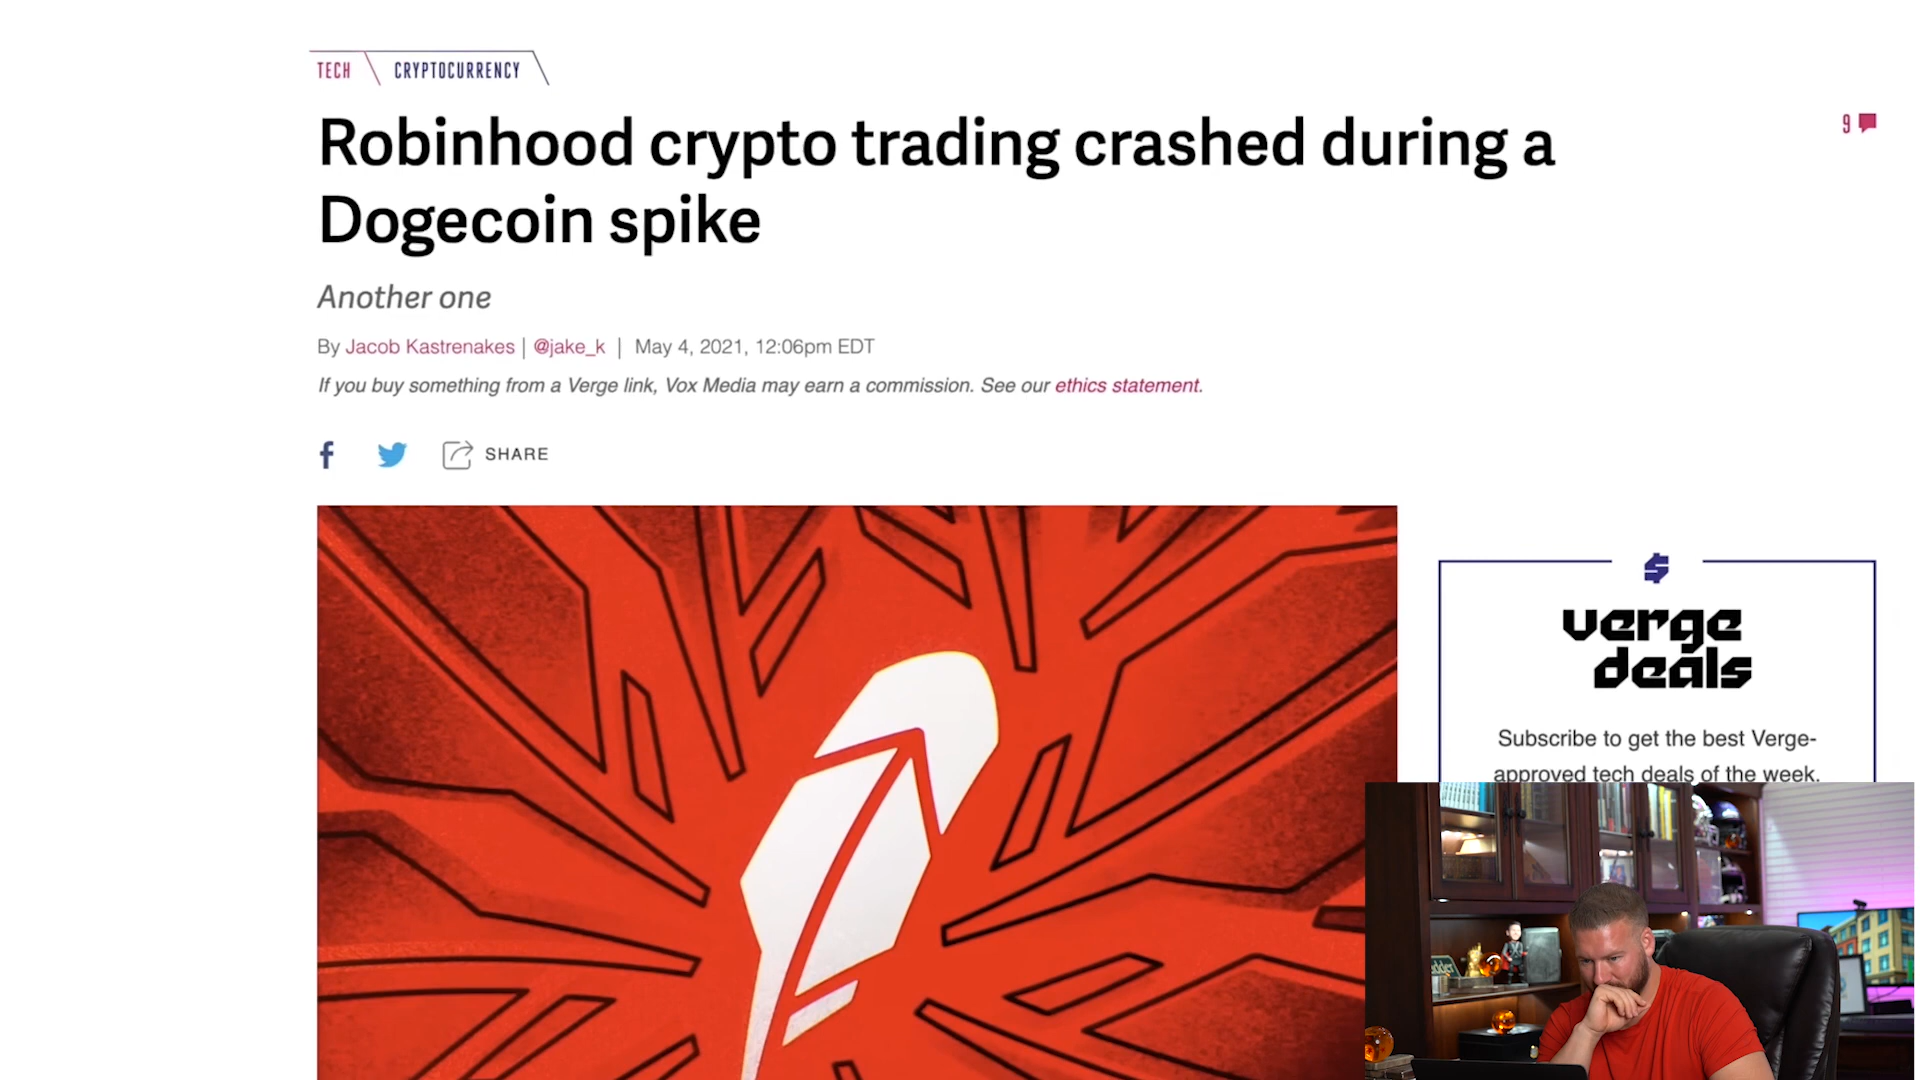 TECH CRYPTOCURRENCY
Robinhood crypto trading crashed during a
Dogecoin spike
9
Another one
By Jacob Kastrenakes | @jake_k | May 4, 2021, 12:06pm EDT
If you buy something from a Verge link, Vox Media may earn a commission. See our ethics statement.
SHARE
verge
deals
Subscribe to get the best Verge-
approved tech deals of the week.